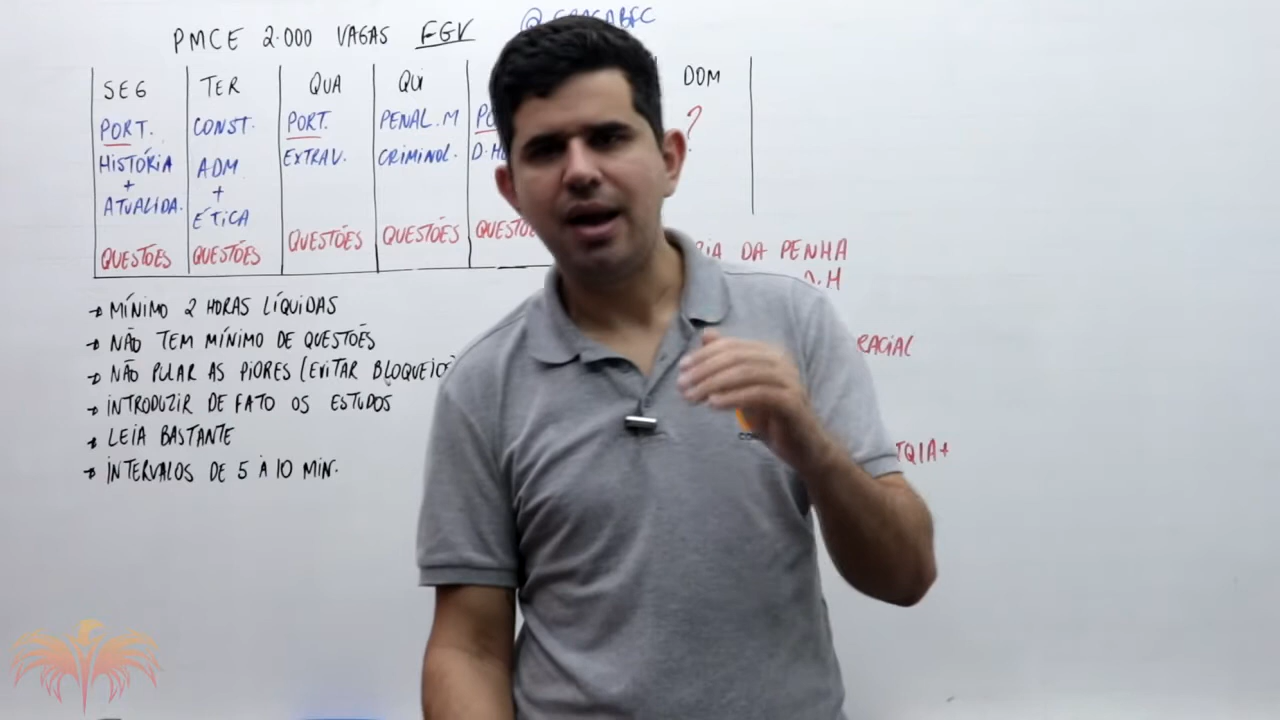 PMCE 2.000 VAGAS FGV
SEG TER QUA QUI DOM
PORT. CONST. PORT. PENAL.M ?
HISTÓRIA ADM EXTRAV. CRIMINOL.
+ +
ATUALIDA. ÉTICA
QUESTÕES QUESTÕES QUESTÕES QUESTÕES
DA PENHA
D.H
RACIAL
→ MÍNIMO 2 HORAS LÍQUIDAS
→ NÃO TEM MÍNIMO DE QUESTÕES
→ NÃO PULAR AS PIORES (EVITAR BLOQUEIO
→ INTRODUZIR DE FATO OS ESTUDOS
→ LEIA BASTANTE
→ INTERVALOS DE 5 À 10 MIN.
TQIA+